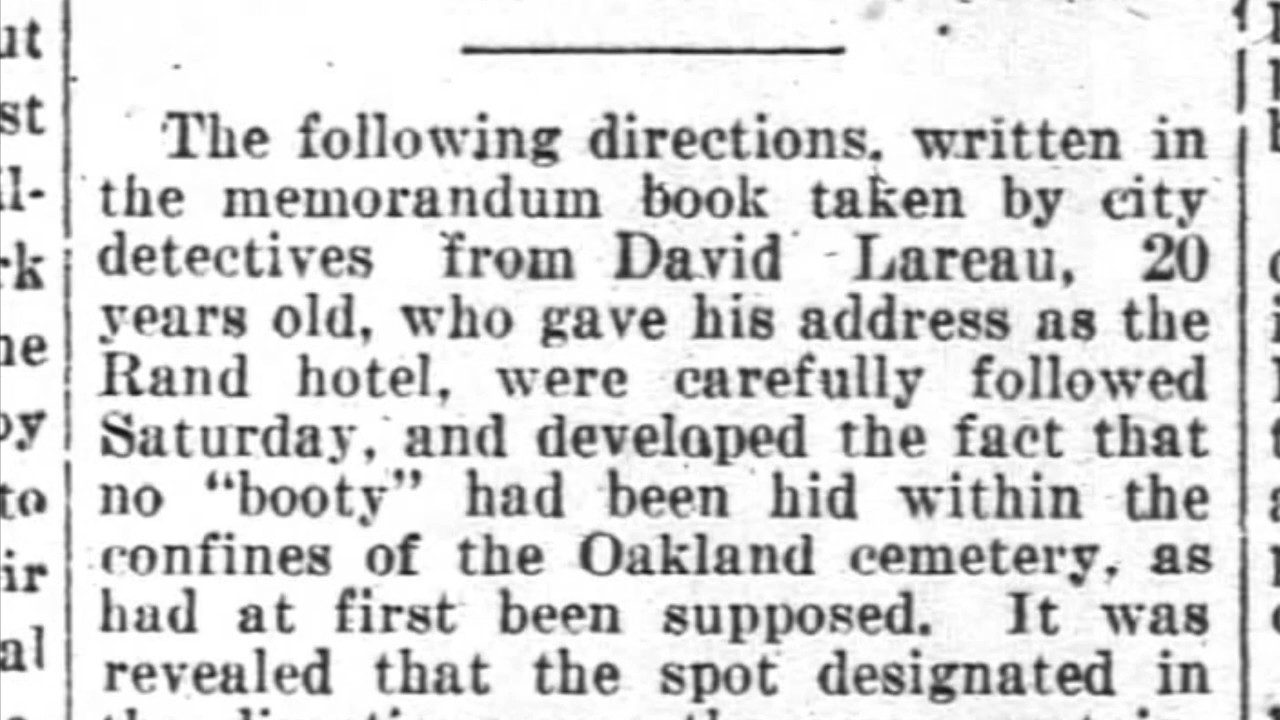 The following directions, written in
the memorandum book taken by city
detectives from David Lareau, 20
years old, who gave his address as the
Rand hotel, were carefully followed
Saturday, and developed the fact that
no "booty" had been hid within the
confines of the Oakland cemetery, as
had at first been supposed. It was
revealed that the spot designated in